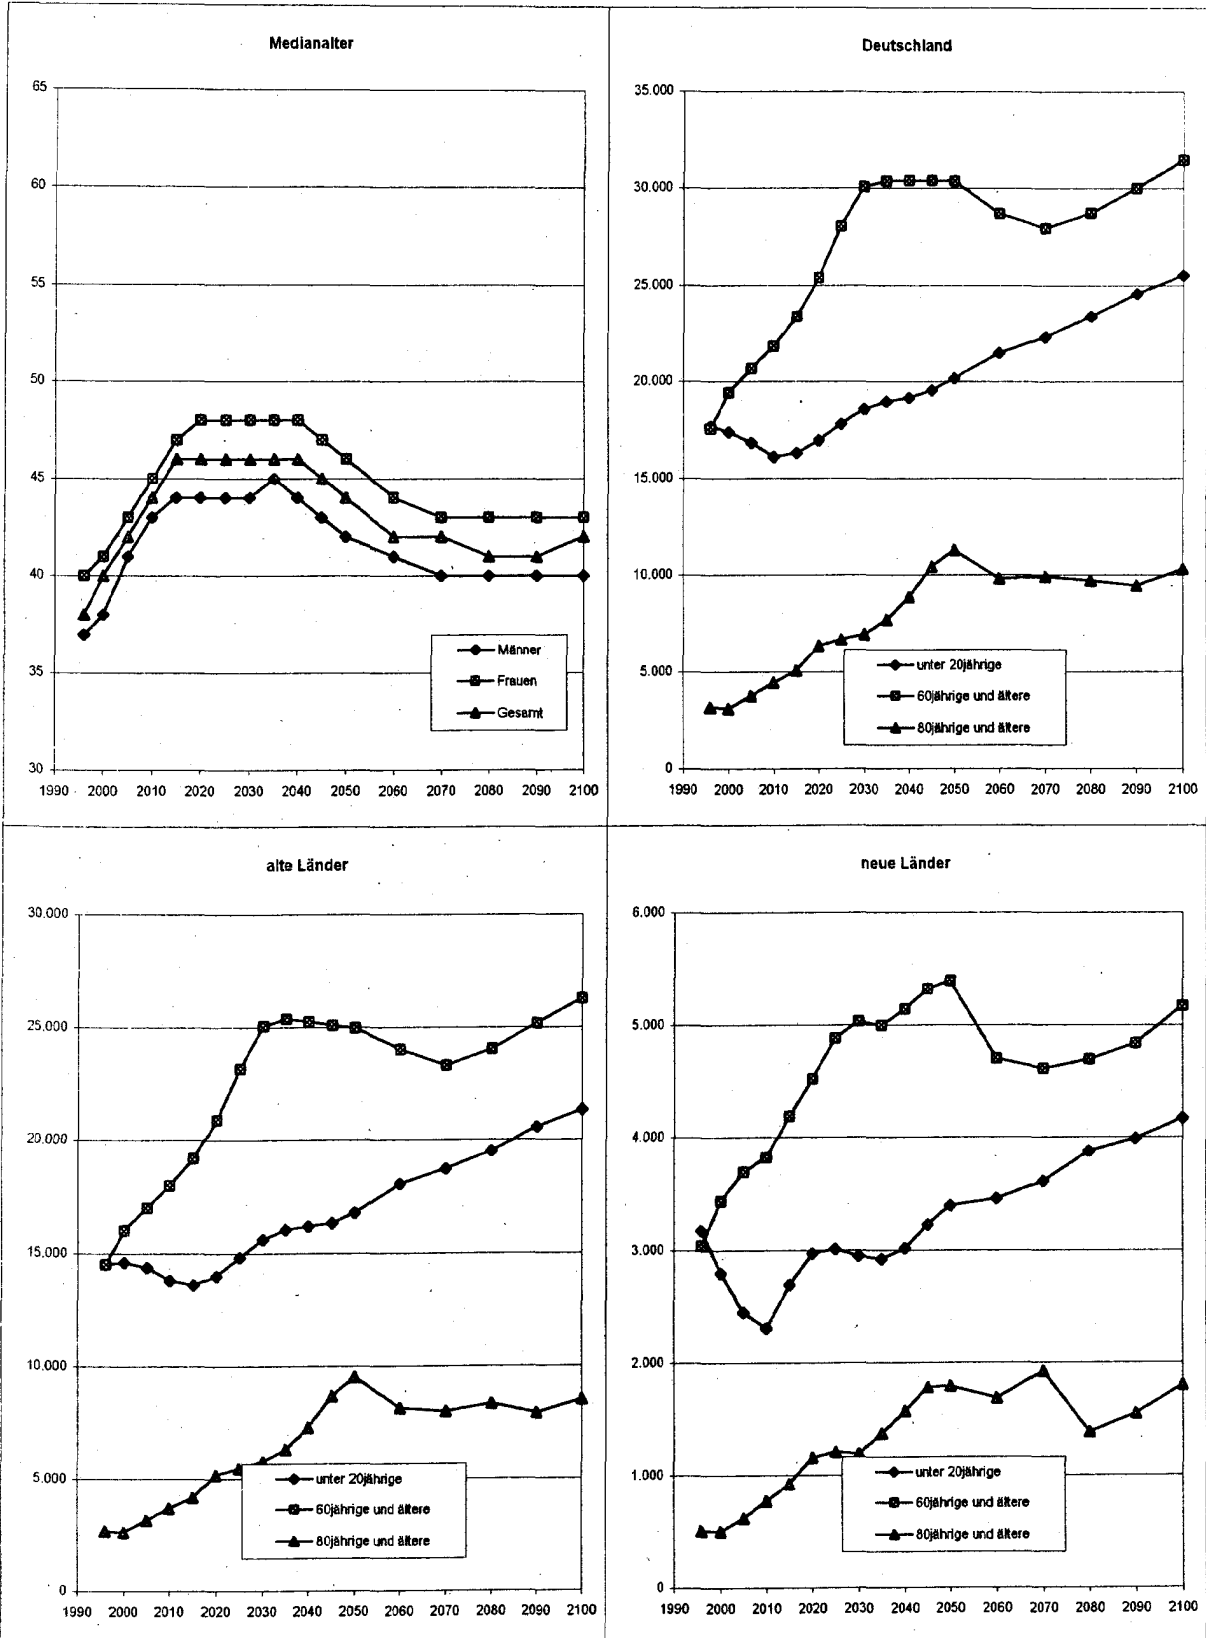 Medianalter
65
60
55
50
45
40
35
30
1990 2000 2010 2020 2030 2040 2050 2060 2070 2080 2090 2100
Männer
Frauen
Gesamt
Deutschland
35.000
30.000
25.000
20.000
15.000
10.000
5.000
0
1990 2000 2010 2020 2030 2040 2050 2060 2070 2080 2090 2100
unter 20jährige
60jährige und ältere
80jährige und ältere
alte Länder
30.000
25.000
20.000
15.000
10.000
5.000
0
1990 2000 2010 2020 2030 2040 2050 2060 2070 2080 2090 2100
unter 20jährige
60jährige und ältere
80jährige und ältere
neue Länder
6.000
5.000
4.000
3.000
2.000
1.000
0
1990 2000 2010 2020 2030 2040 2050 2060 2070 2080 2090 2100
unter 20jährige
60jährige und ältere
80jährige und ältere